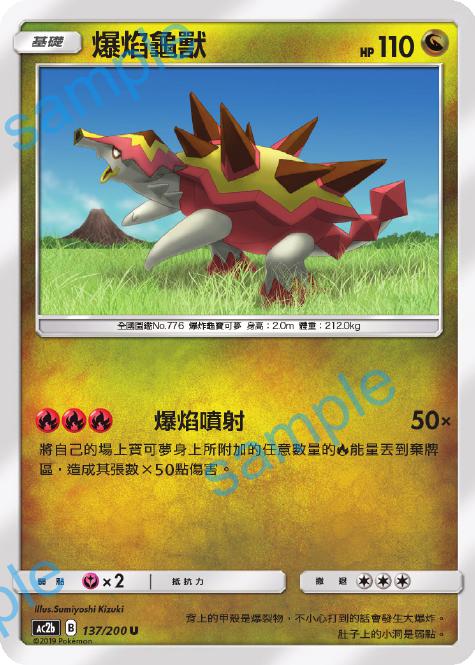 基礎 爆焰龜獸 HP 110
全國圖鑑No.776 爆炸龜寶可夢 身高：2.0m 體重：212.0kg
爆焰噴射 50×
將自己的場上寶可夢身上所附加的任意數量的能量丟到棄牌
區，造成其張數×50點傷害。
弱點 ×2 抵抗力 撤退
Illus.Sumiyoshi Kizuki
AC2b B 137/200 U
©2019 Pokémon
背上的甲殼是爆裂物，不小心打到的話會發生大爆炸。
肚子上的小洞是弱點。
sample
sample
sample